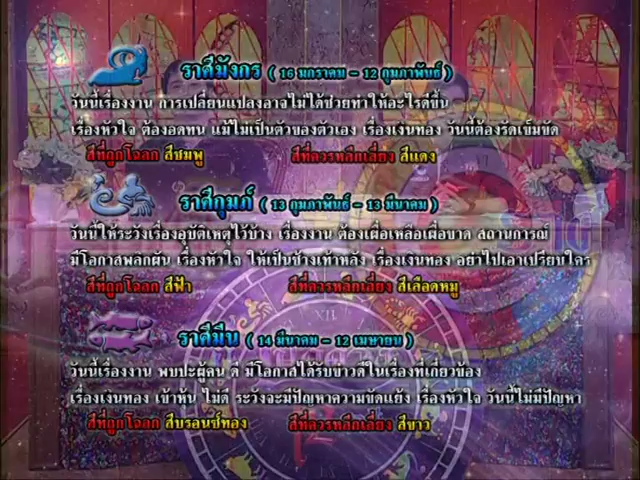 ราศีมังกร ( 16 มกราคม - 12 กุมภาพันธ์ )
วันนี้เรื่องงาน การเปลี่ยนแปลงอาจไม่ได้ช่วยทำให้อะไรดีขึ้น
เรื่องหัวใจ ต้องอดทน แม้ไม่เป็นตัวของตัวเอง เรื่องเงินทอง วันนี้ต้องรัดเข็มขัด
สีที่ถูกโฉลก สีชมพู สีที่ควรหลีกเลี่ยง สีแดง
ราศีกุมภ์ ( 13 กุมภาพันธ์ - 13 มีนาคม )
วันนี้ให้ระวังเรื่องอุบัติเหตุไว้บ้าง เรื่องงาน ต้องเผื่อเหลือเผื่อขาด สถานการณ์
มีโอกาสพลิกผัน เรื่องหัวใจ ให้เป็นช้างเท้าหลัง เรื่องเงินทอง อย่าไปเอาเปรียบใคร
สีที่ถูกโฉลก สีฟ้า สีที่ควรหลีกเลี่ยง สีเลือดหมู
ราศีมีน ( 14 มีนาคม - 12 เมษายน )
วันนี้เรื่องงาน พบปะผู้คน ดี มีโอกาสได้รับข่าวดีในเรื่องที่เกี่ยวข้อง
เรื่องเงินทอง เข้าหุ้น ไม่ดี ระวังจะมีปัญหาความขัดแย้ง เรื่องหัวใจ วันนี้ไม่มีปัญหา
สีที่ถูกโฉลก สีบรอนซ์ทอง สีที่ควรหลีกเลี่ยง สีขาว
XII